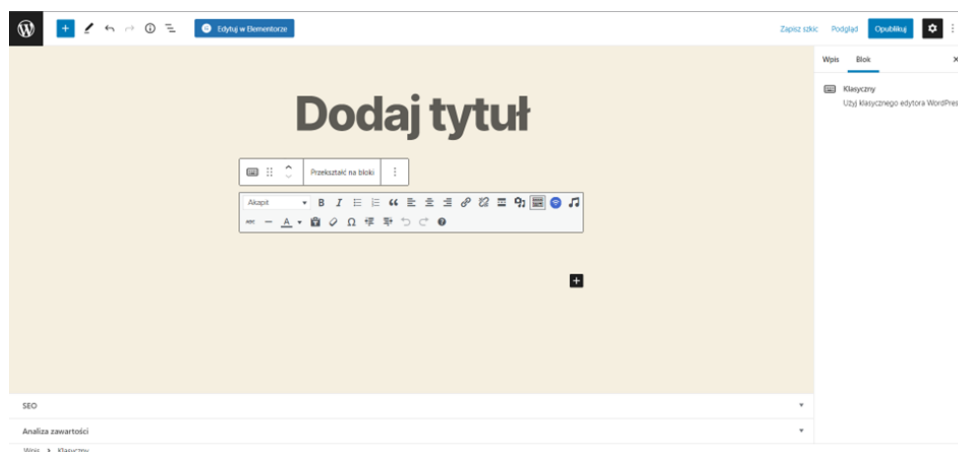 Edytuj w Elementorze
Zapisz szkic
Podgląd
Opublikuj
Wpis
Blok
Klasyczny
Użyj klasycznego edytora WordPres
Dodaj tytuł
Przekształć na bloki
Akapit
ABC
SEO
Analiza zawartości
Wpis > Klasyczny